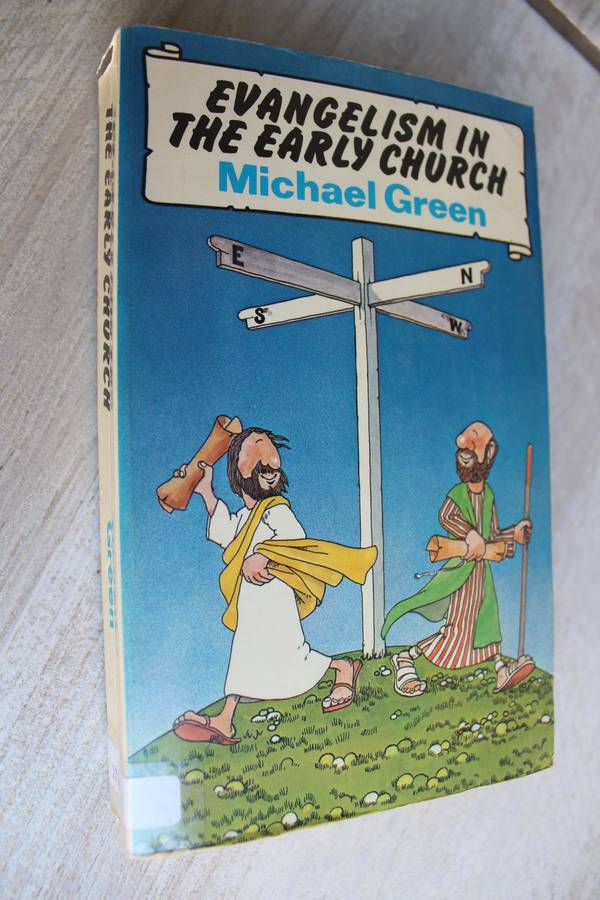 EVANGELISM IN
THE EARLY CHURCH
Michael Green
E
N
S
W
THE EARLY CHURCH
Green